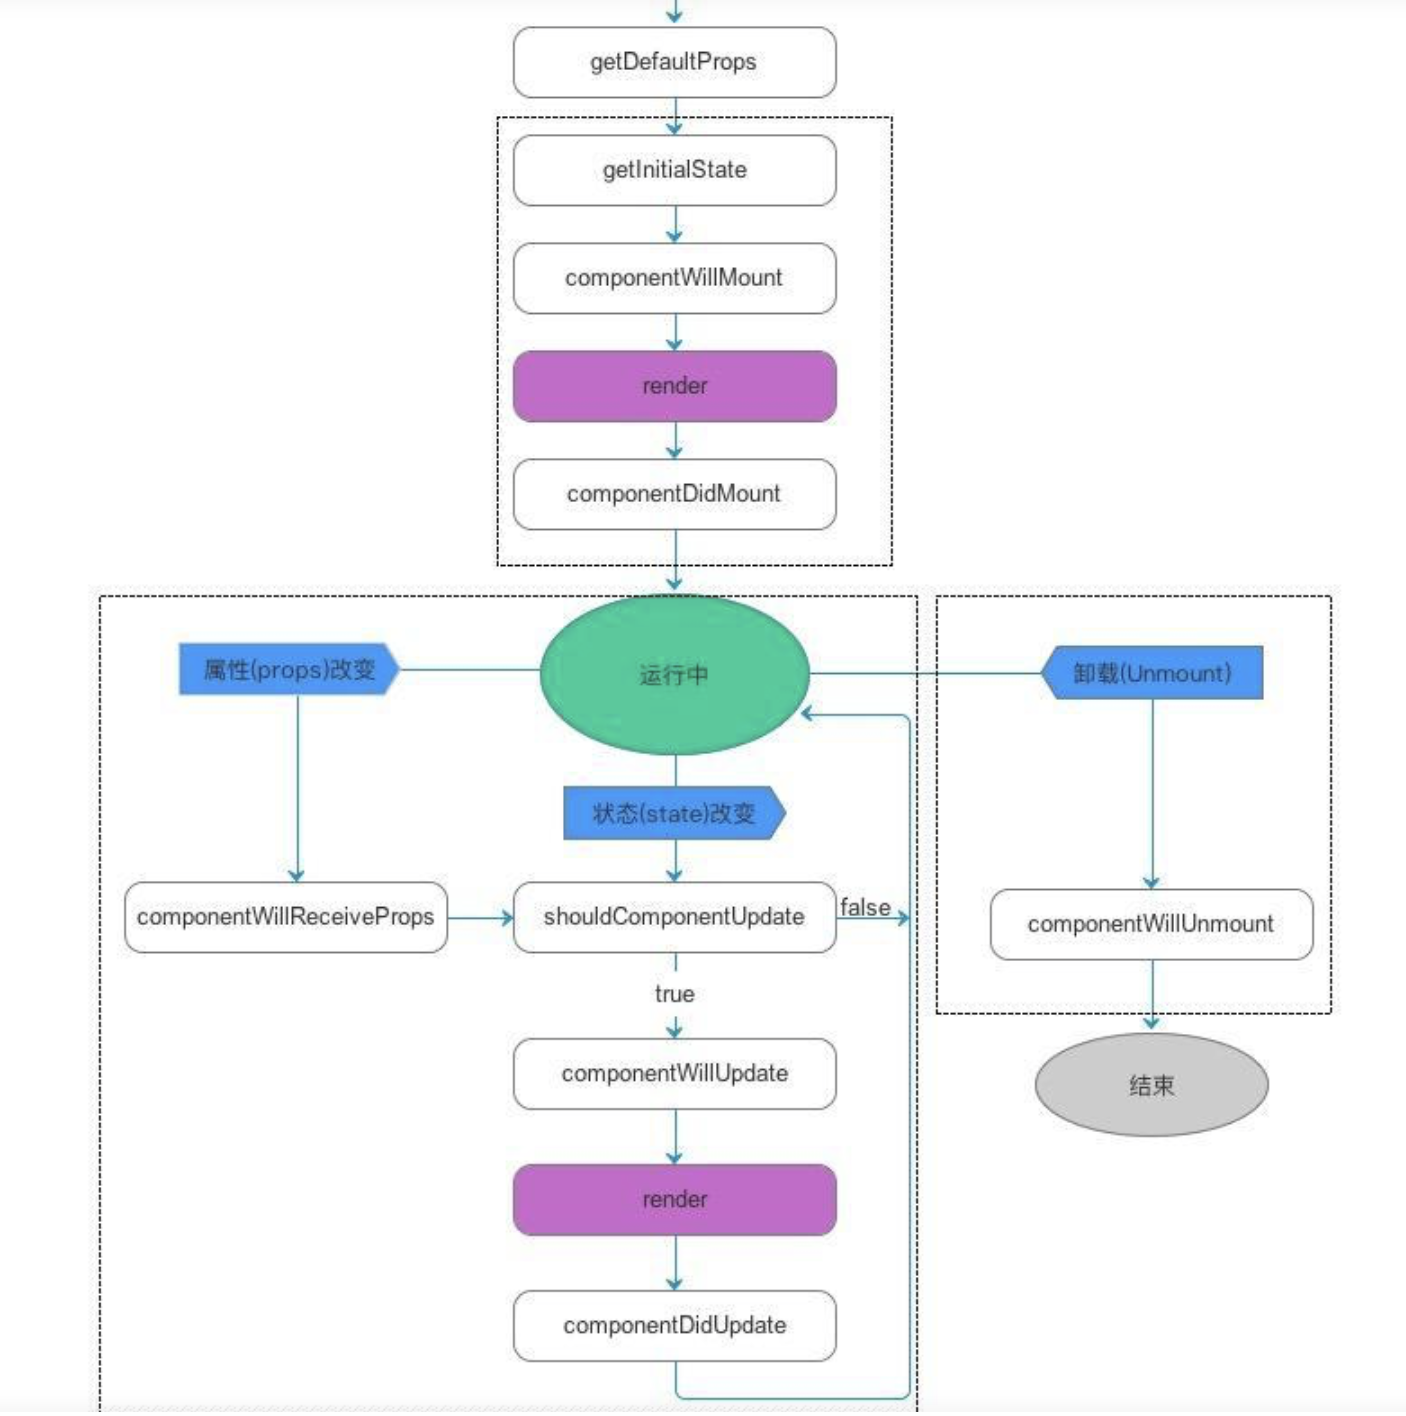 getDefaultProps
getInitialState
componentWillMount
render
componentDidMount
属性(props)改变
运行中
卸载(Unmount)
状态(state)改变
componentWillReceiveProps
shouldComponentUpdate
false
componentWillUnmount
true
componentWillUpdate
结束
render
componentDidUpdate